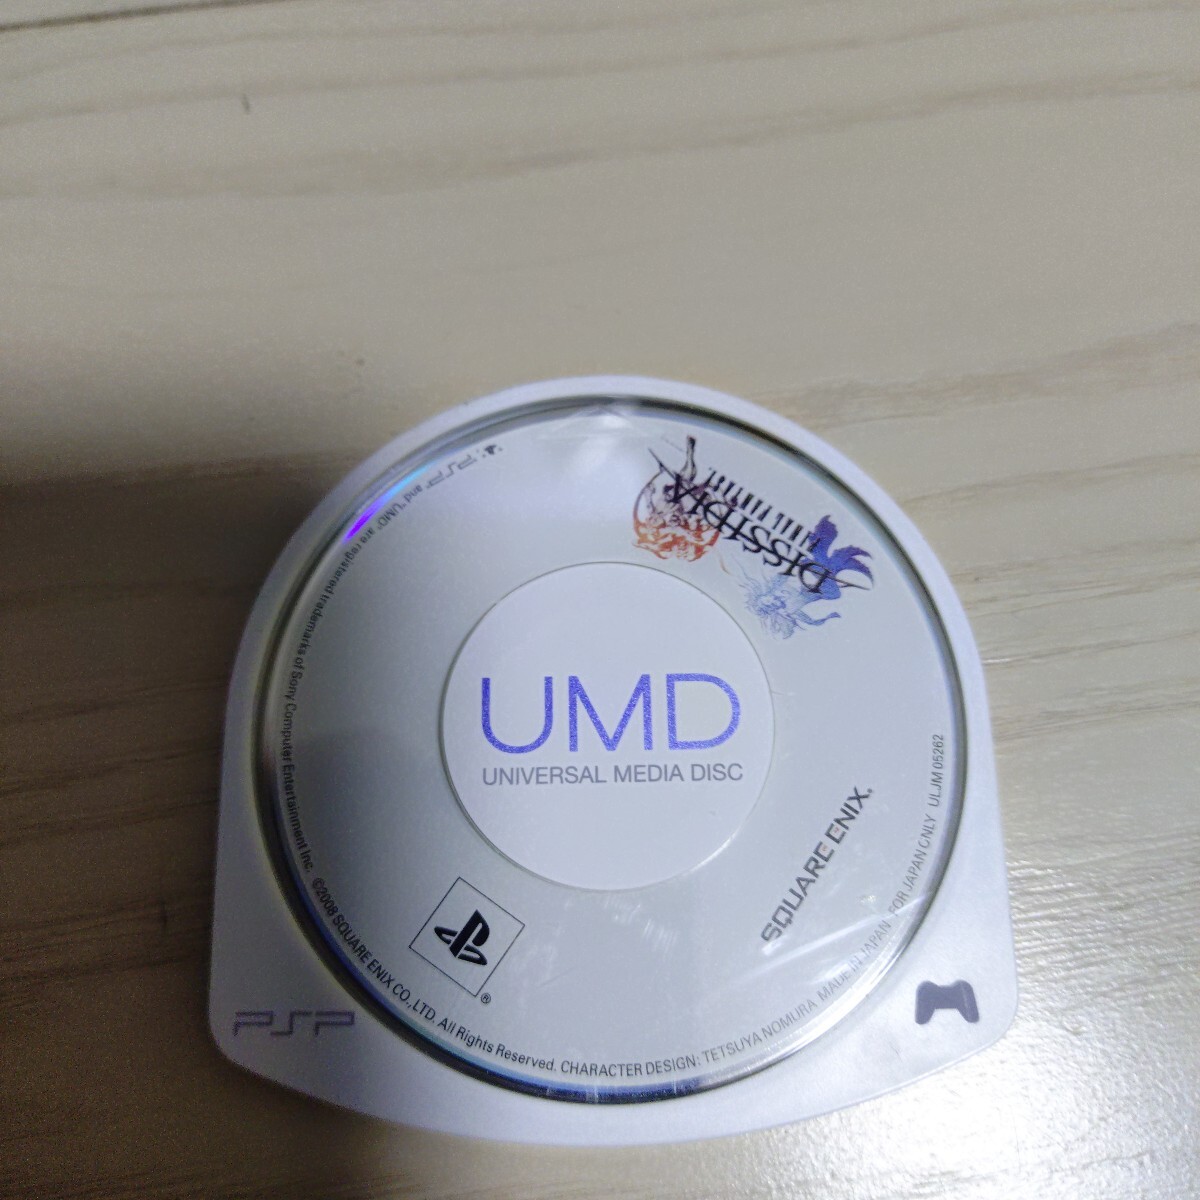 DISSIDIA
FINAL FANTASY
UMD
UNIVERSAL MEDIA DISC
SQUARE ENIX.
"PSP" and "UMD" are registered trademarks of Sony Computer Entertainment Inc. ©2008 SQUARE ENIX CO.,LTD. All Rights Reserved. CHARACTER DESIGN: TETSUYA NOMURA MADE IN JAPAN FOR JAPAN ONLY ULJM 05262
®
PSP